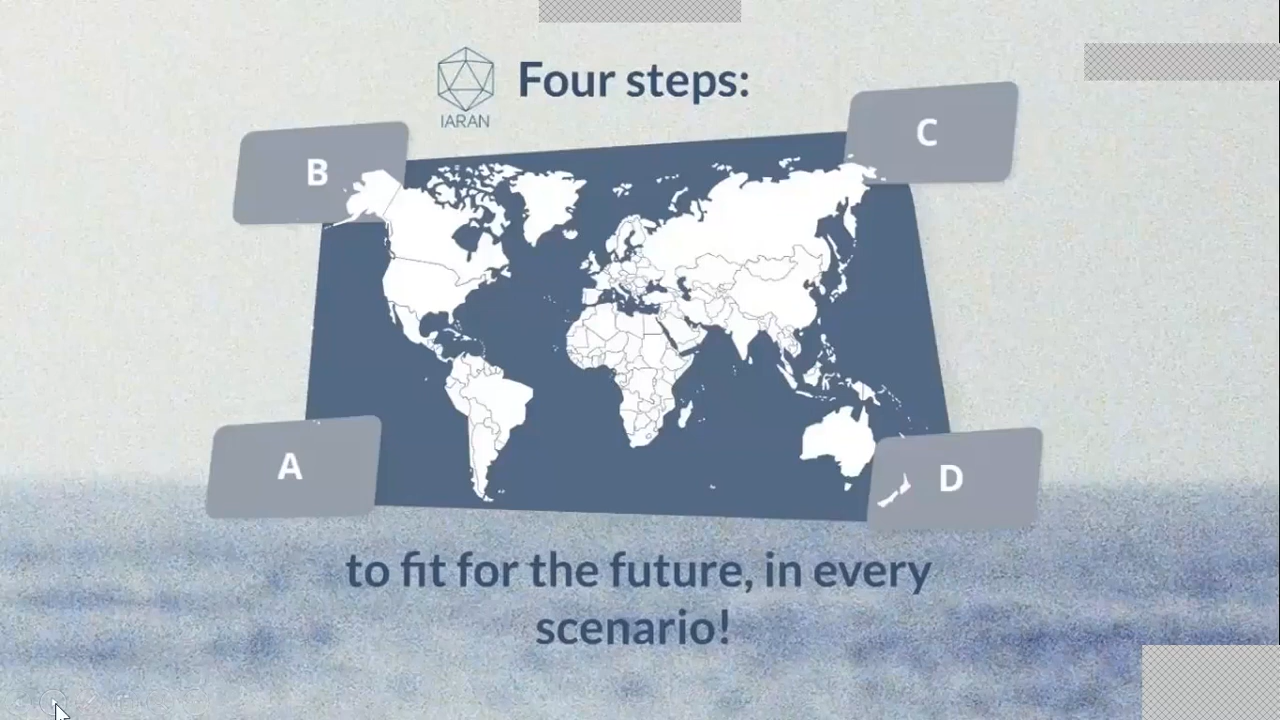 Four steps:
IARAN
B
C
A
D
to fit for the future, in every
scenario!